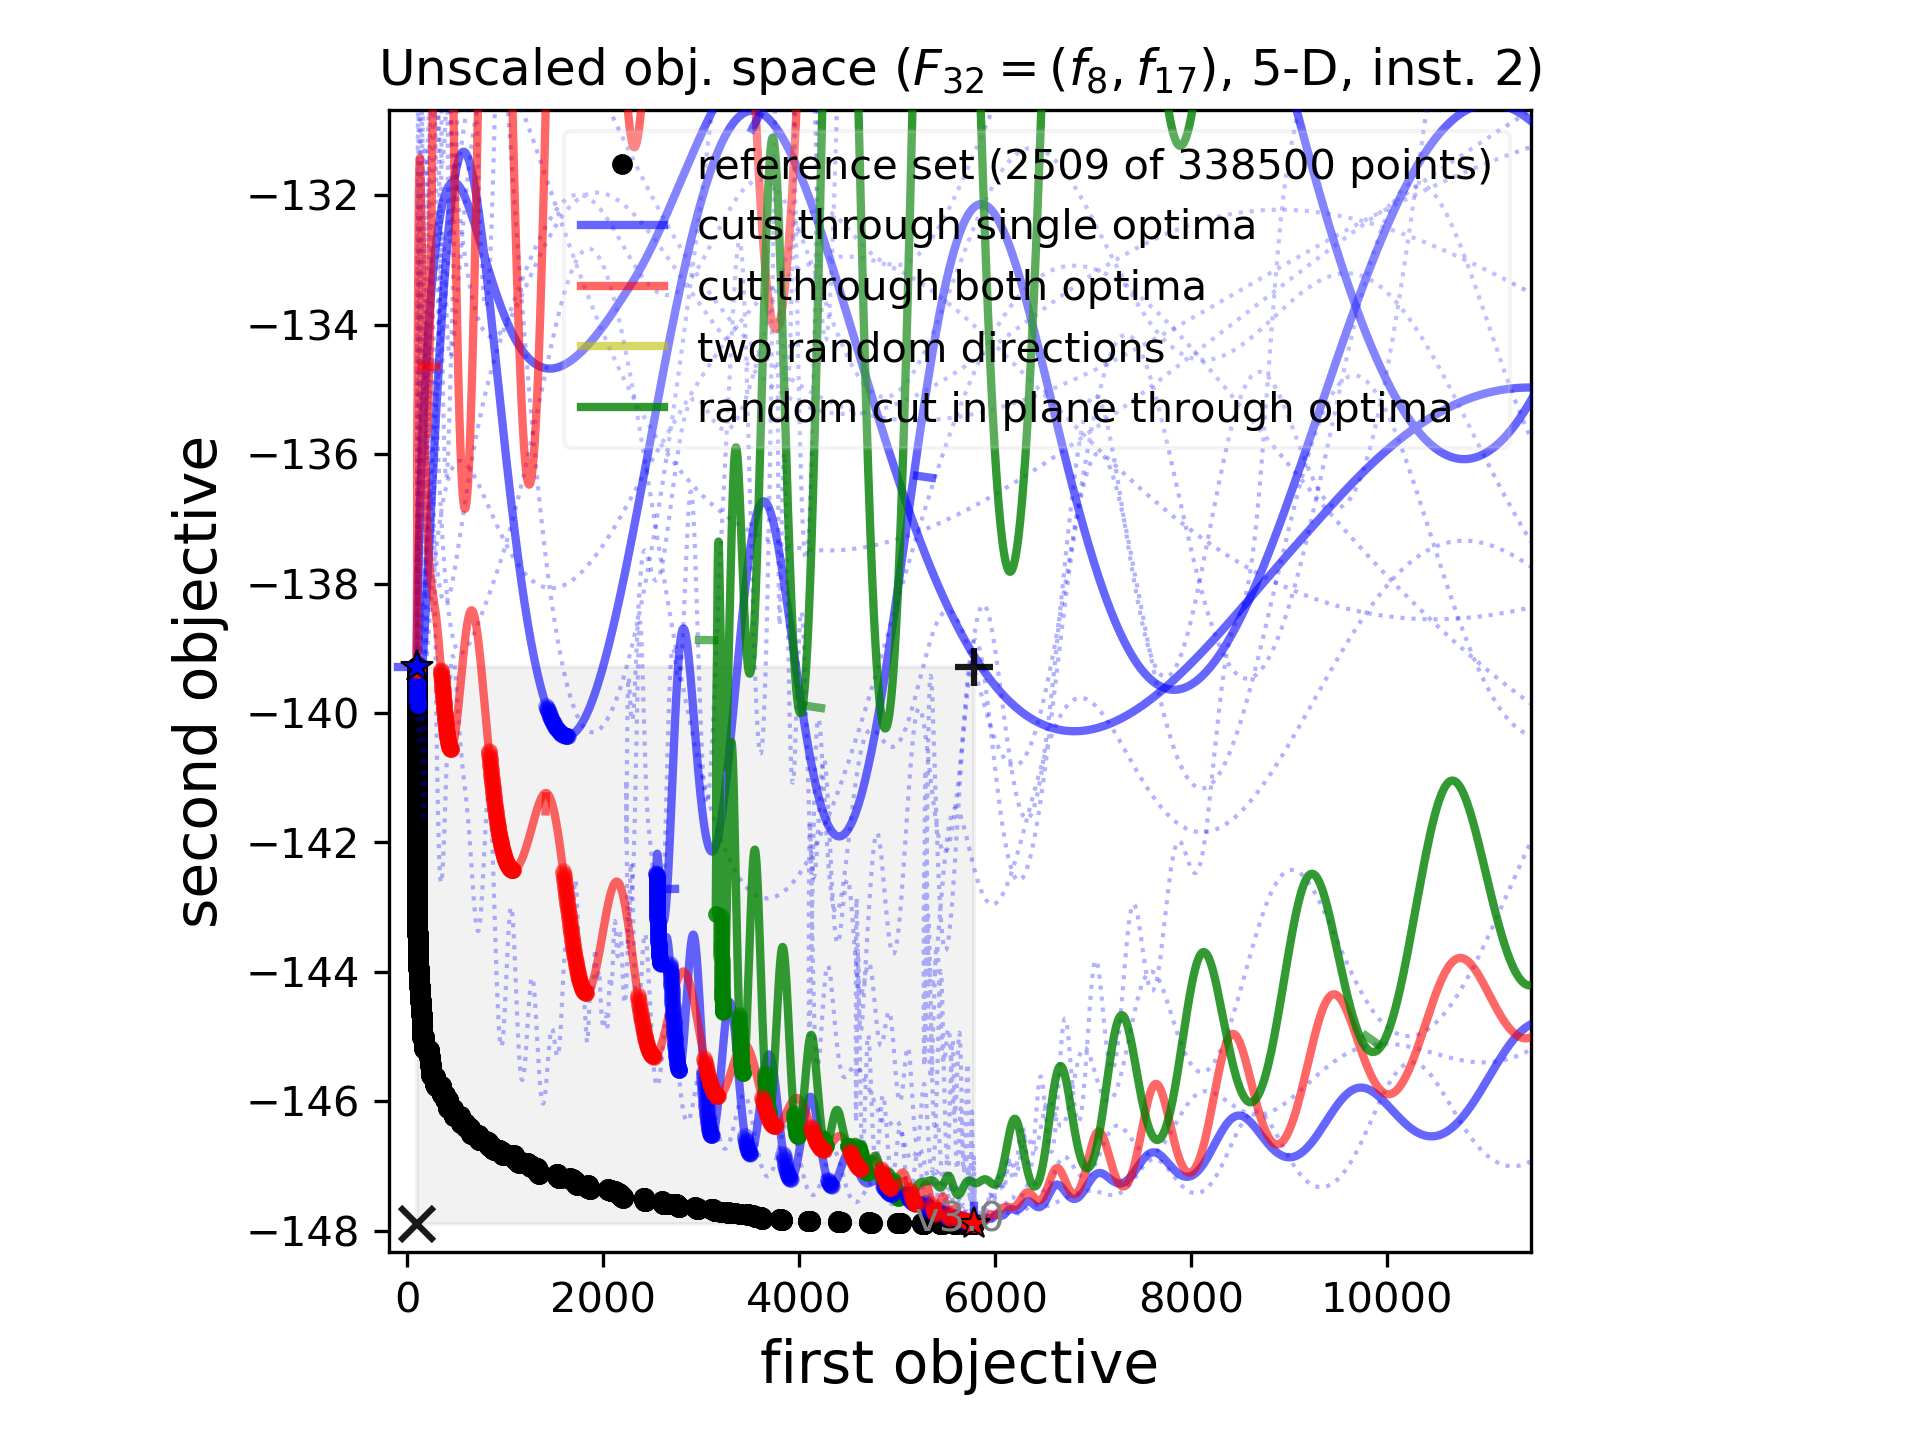 Unscaled obj. space (F₃₂ = (f₈, f₁₇), 5-D, inst. 2)
reference set (2509 of 338500 points)
cuts through single optima
cut through both optima
two random directions
random cut in plane through optima
−132
−134
−136
−138
−140
−142
−144
−146
−148
second objective
v3.0
0 2000 4000 6000 8000 10000
first objective